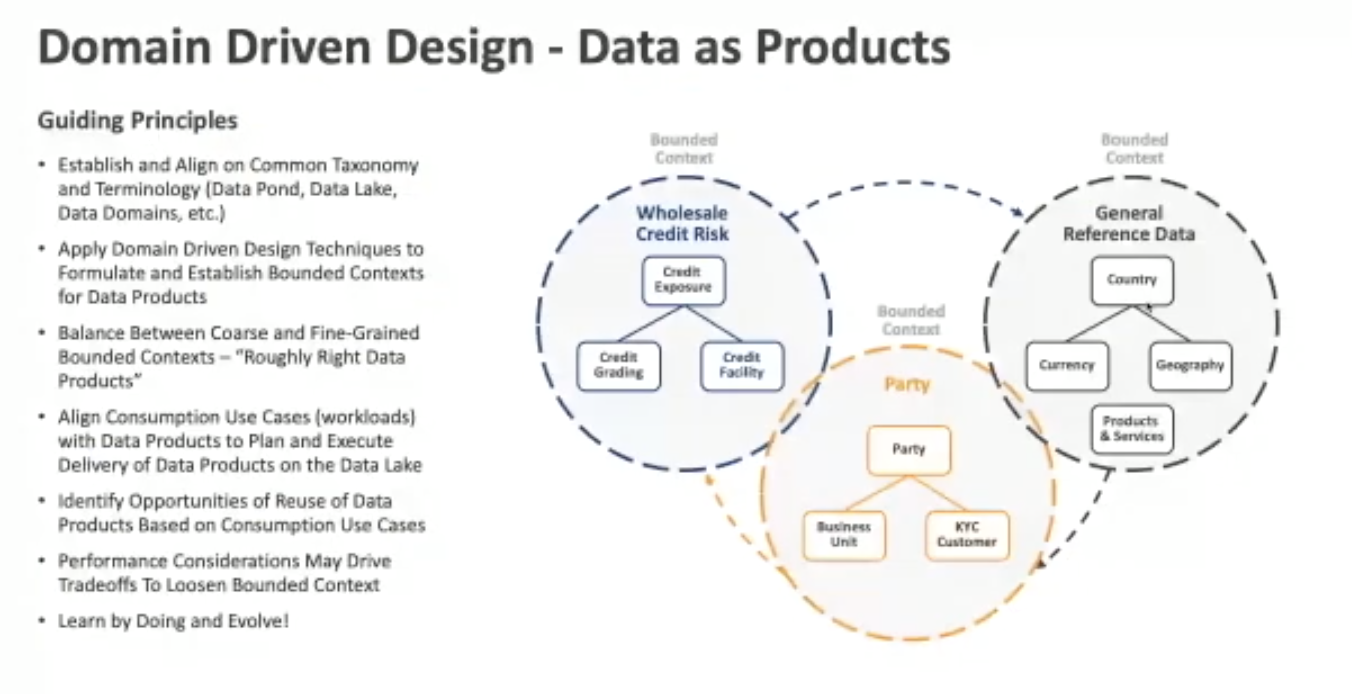 Domain Driven Design - Data as Products
Guiding Principles
• Establish and Align on Common Taxonomy
and Terminology (Data Pond, Data Lake,
Data Domains, etc.)
• Apply Domain Driven Design Techniques to
Formulate and Establish Bounded Contexts
for Data Products
• Balance Between Coarse and Fine-Grained
Bounded Contexts – “Roughly Right Data
Products”
• Align Consumption Use Cases (workloads)
with Data Products to Plan and Execute
Delivery of Data Products on the Data Lake
• Identify Opportunities of Reuse of Data
Products Based on Consumption Use Cases
• Performance Considerations May Drive
Tradeoffs To Loosen Bounded Context
• Learn by Doing and Evolve!
Bounded
Context
Wholesale
Credit Risk
Credit
Exposure
Credit
Grading
Credit
Facility
Bounded
Context
Party
Party
Business
Unit
KYC
Customer
Bounded
Context
General
Reference Data
Country
Currency
Geography
Products
& Services